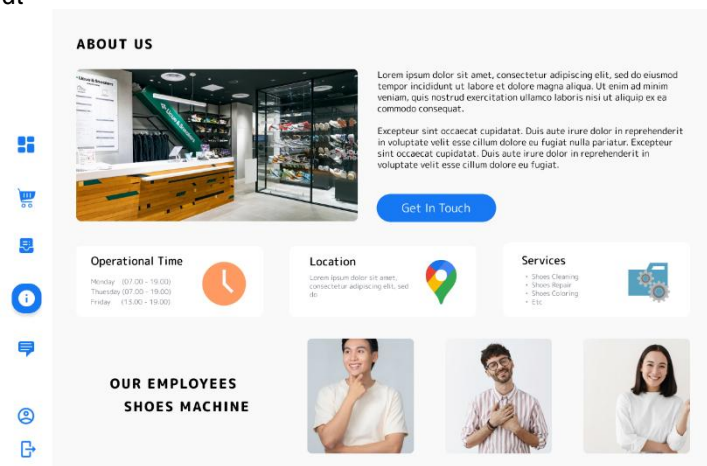 ut
ABOUT US
Lorem ipsum dolor sit amet, consectetur adipiscing elit, sed do eiusmod
tempor incididunt ut labore et dolore magna aliqua. Ut enim ad minim
veniam, quis nostrud exercitation ullamco laboris nisi ut aliquip ex ea
commodo consequat.
Excepteur sint occaecat cupidatat. Duis aute irure dolor in reprehenderit
in voluptate velit esse cillum dolore eu fugiat nulla pariatur. Excepteur
sint occaecat cupidatat. Duis aute irure dolor in reprehenderit in
voluptate velit esse cillum dolore eu fugiat.
Get In Touch
Operational Time
Monday (07.00 - 19.00)
Thuesday (07.00 - 19.00)
Friday (13.00 - 19.00)
Location
Lorem ipsum dolor sit amet,
consectetur adipiscing elit, sed
do
Services
• Shoes Cleaning
• Shoes Repair
• Shoes Coloring
• Etc
OUR EMPLOYEES
SHOES MACHINE